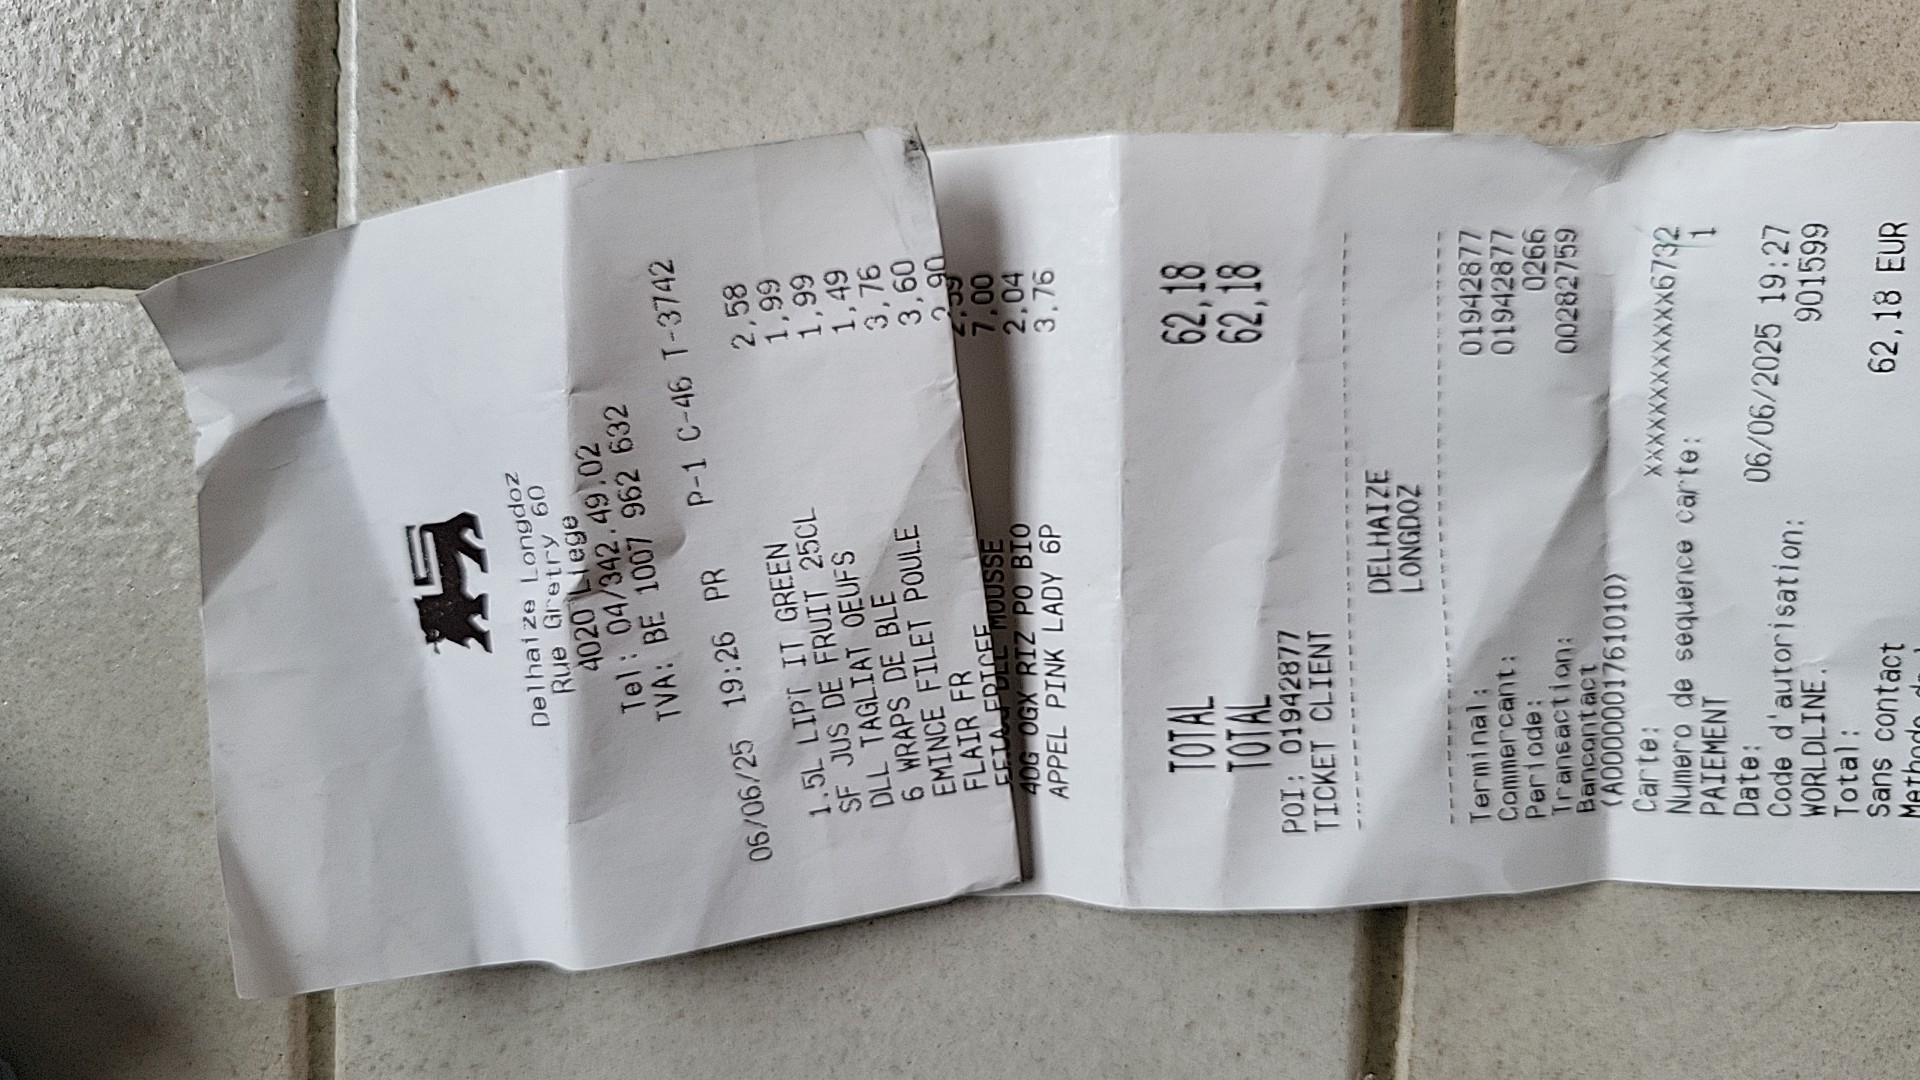 Delhaize Longdoz
Rue Gretry 60
4020 Liege
Tel: 04/342.49.02
TVA: BE 1007 962 632
06/06/25 19:26 PR P-1 C-46 T-3742
1.5L LIPT IT GREEN 2,58
SF JUS DE FRUIT 25CL 1,99
DLL TAGLIAT OEUFS 1,99
6 WRAPS DE BLE 1,49
EMINCE FILET POULE 3,76
FLAIR FR 3,60
2,90
MOUSSE 7,00
40G OGX RIZ PO BIO 2,04
APPEL PINK LADY 6P 3,76
TOTAL 62,18
TOTAL 62,18
POI: 01942877
TICKET CLIENT
DELHAIZE
LONGDOZ
Terminal: 01942877
Commercant: 01942877
Periode: 0266
Transaction: 00282759
Bancontact
(A0000001761010)
Carte: xxxxxxxxxxxxx6732
Numero de sequence carte: 1
PAIEMENT
Date: 06/06/2025 19:27
Code d'autorisation: 901599
WORLDLINE.
Total: 62,18 EUR
Sans contact